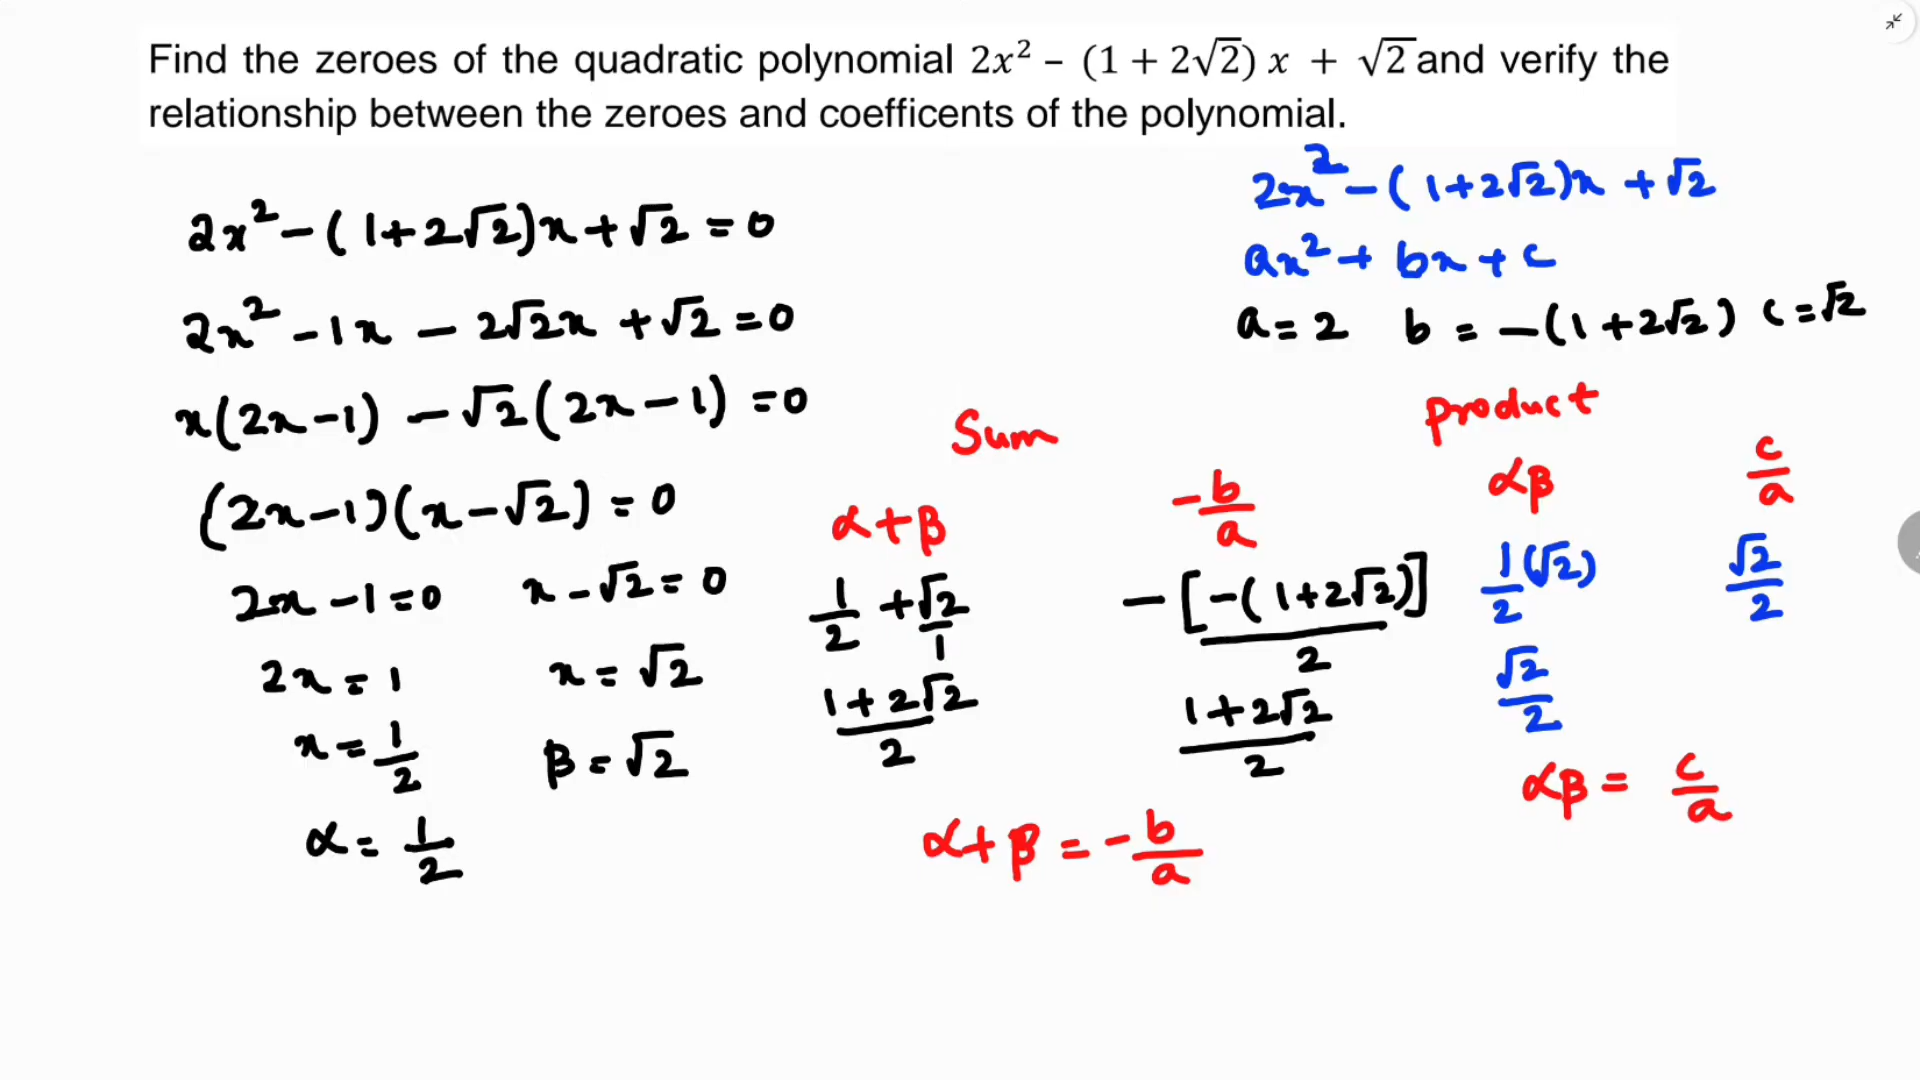 Find the zeroes of the quadratic polynomial 2x² – (1 + 2√2) x + √2 and verify the
relationship between the zeroes and coefficents of the polynomial.
2x² – (1+2√2)x + √2 = 0
2x² – 1x – 2√2x + √2 = 0
x(2x–1) – √2(2x–1) = 0
(2x–1)(x–√2) = 0
2x–1=0 x–√2=0
2x=1 x=√2
x=1/2 β=√2
α=1/2
2x² – (1+2√2)x + √2
ax² + bx + c
a=2 b = –(1+2√2) c=√2
Sum
α+β -b/a
1/2 + √2/1 –[–(1+2√2)]/2
1+2√2/2 1+2√2/2
α+β = -b/a
product
αβ c/a
1/2(√2) √2/2
√2/2
αβ = c/a